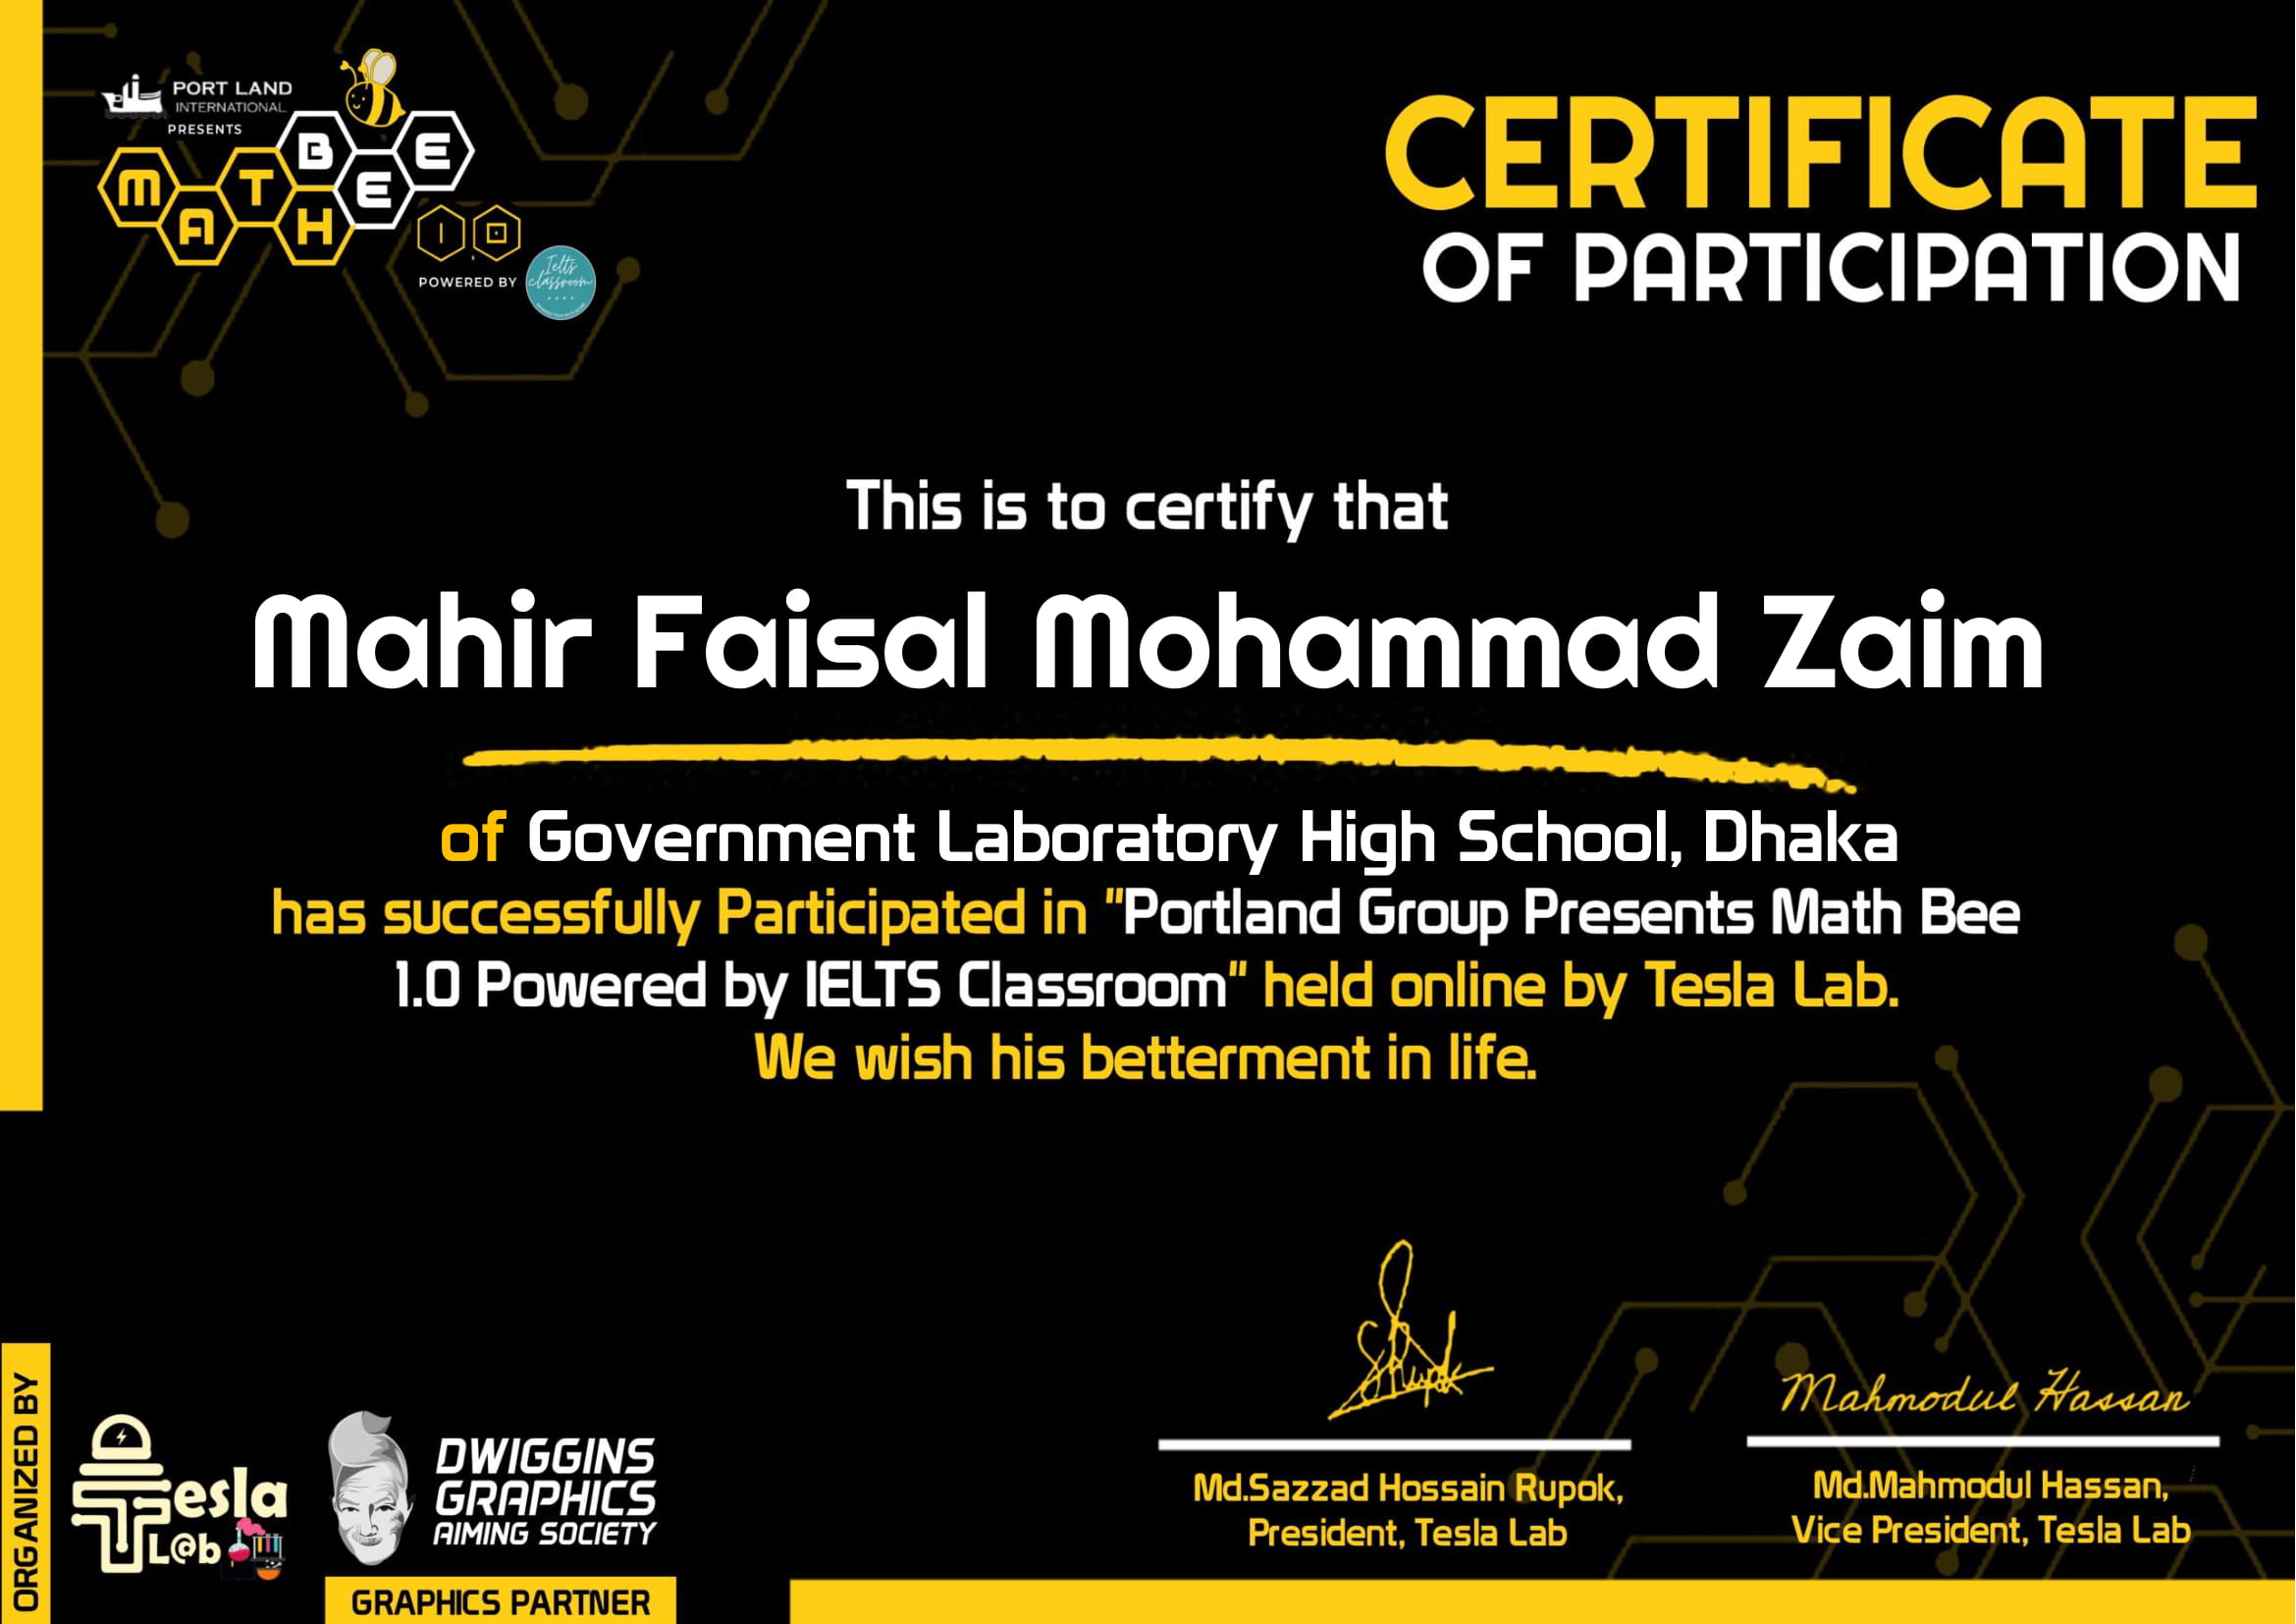 PORT LAND
INTERNATIONAL
PRESENTS
MATH BEE
1.0
POWERED BY
Ielts
classroom
CERTIFICATE
OF PARTICIPATION
This is to certify that
Mahir Faisal Mohammad Zaim
of Government Laboratory High School, Dhaka
has successfully Participated in "Portland Group Presents Math Bee
1.0 Powered by IELTS Classroom" held online by Tesla Lab.
We wish his betterment in life.
ORGANIZED BY
Tesla
L@b
DWIGGINS
GRAPHICS
AIMING SOCIETY
GRAPHICS PARTNER
SRupok
Md.Sazzad Hossain Rupok,
President, Tesla Lab
Mahmodul Hassan
Md.Mahmodul Hassan,
Vice President, Tesla Lab